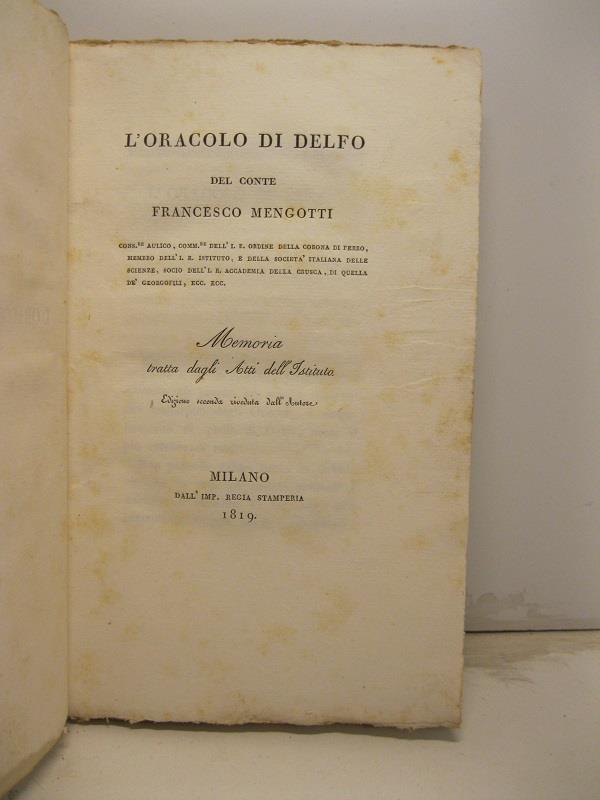 L'ORACOLO DI DELFO
DEL CONTE
FRANCESCO MENGOTTI
CONS.RE AULICO, COMM.RE DELL'I. R. ORDINE DELLA CORONA DI FERRO,
MEMBRO DELL'I. R. ISTITUTO, E DELLA SOCIETA' ITALIANA DELLE
SCIENZE, SOCIO DELL'I. R. ACCADEMIA DELLA CRUSCA, DI QUELLA
DE' GEORGOFILI, ECC. ECC.
Memoria
tratta dagli Atti dell'Istituto
Edizione seconda riveduta dall'Autore
MILANO
DALL'IMP. REGIA STAMPERIA
1819.